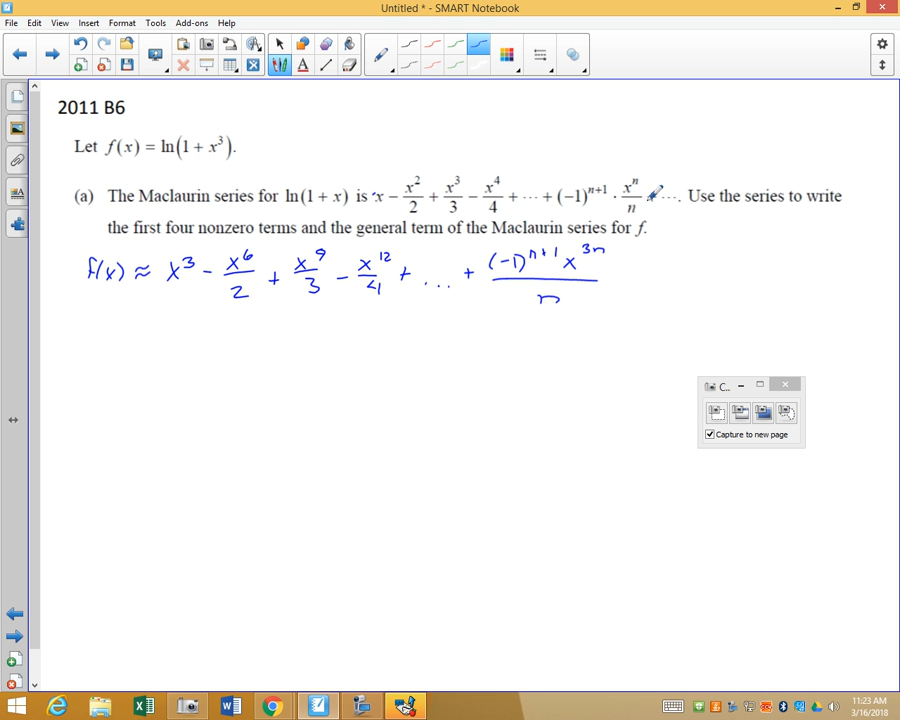 Untitled * - SMART Notebook
File Edit View Insert Format Tools Add-ons Help
2011 B6
Let f(x) = ln(1 + x³).
(a) The Maclaurin series for ln(1 + x) is x − x²/2 + x³/3 − x⁴/4 + ⋯ + (−1)ⁿ⁺¹ · xⁿ/n + ⋯. Use the series to write
the first four nonzero terms and the general term of the Maclaurin series for f.
f(x) ≈ x³ − x⁶/2 + x⁹/3 − x¹²/4 + ... + (-1)ⁿ⁺¹ x³ⁿ/n
C..
Capture to new page
11:23 AM
3/16/2018